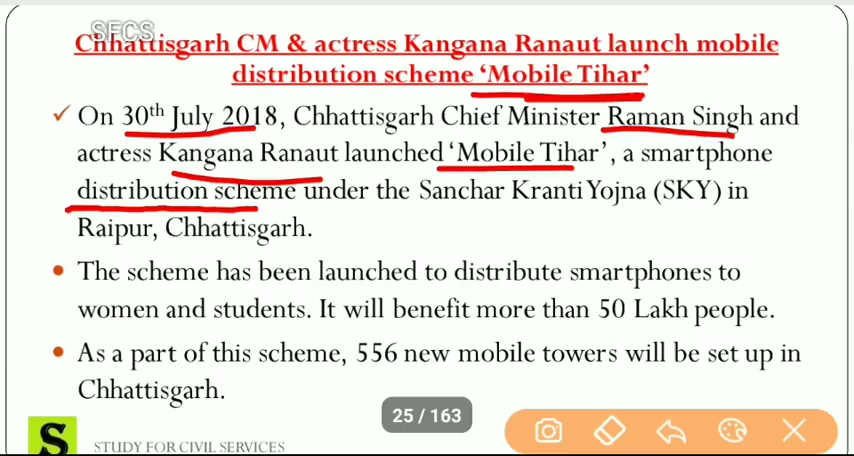 SFCS
Chhattisgarh CM & actress Kangana Ranaut launch mobile
distribution scheme ‘Mobile Tihar’
✓ On 30th July 2018, Chhattisgarh Chief Minister Raman Singh and
actress Kangana Ranaut launched ‘Mobile Tihar’, a smartphone
distribution scheme under the Sanchar Kranti Yojna (SKY) in
Raipur, Chhattisgarh.
• The scheme has been launched to distribute smartphones to
women and students. It will benefit more than 50 Lakh people.
• As a part of this scheme, 556 new mobile towers will be set up in
Chhattisgarh.
25 / 163
S
STUDY FOR CIVIL SERVICES